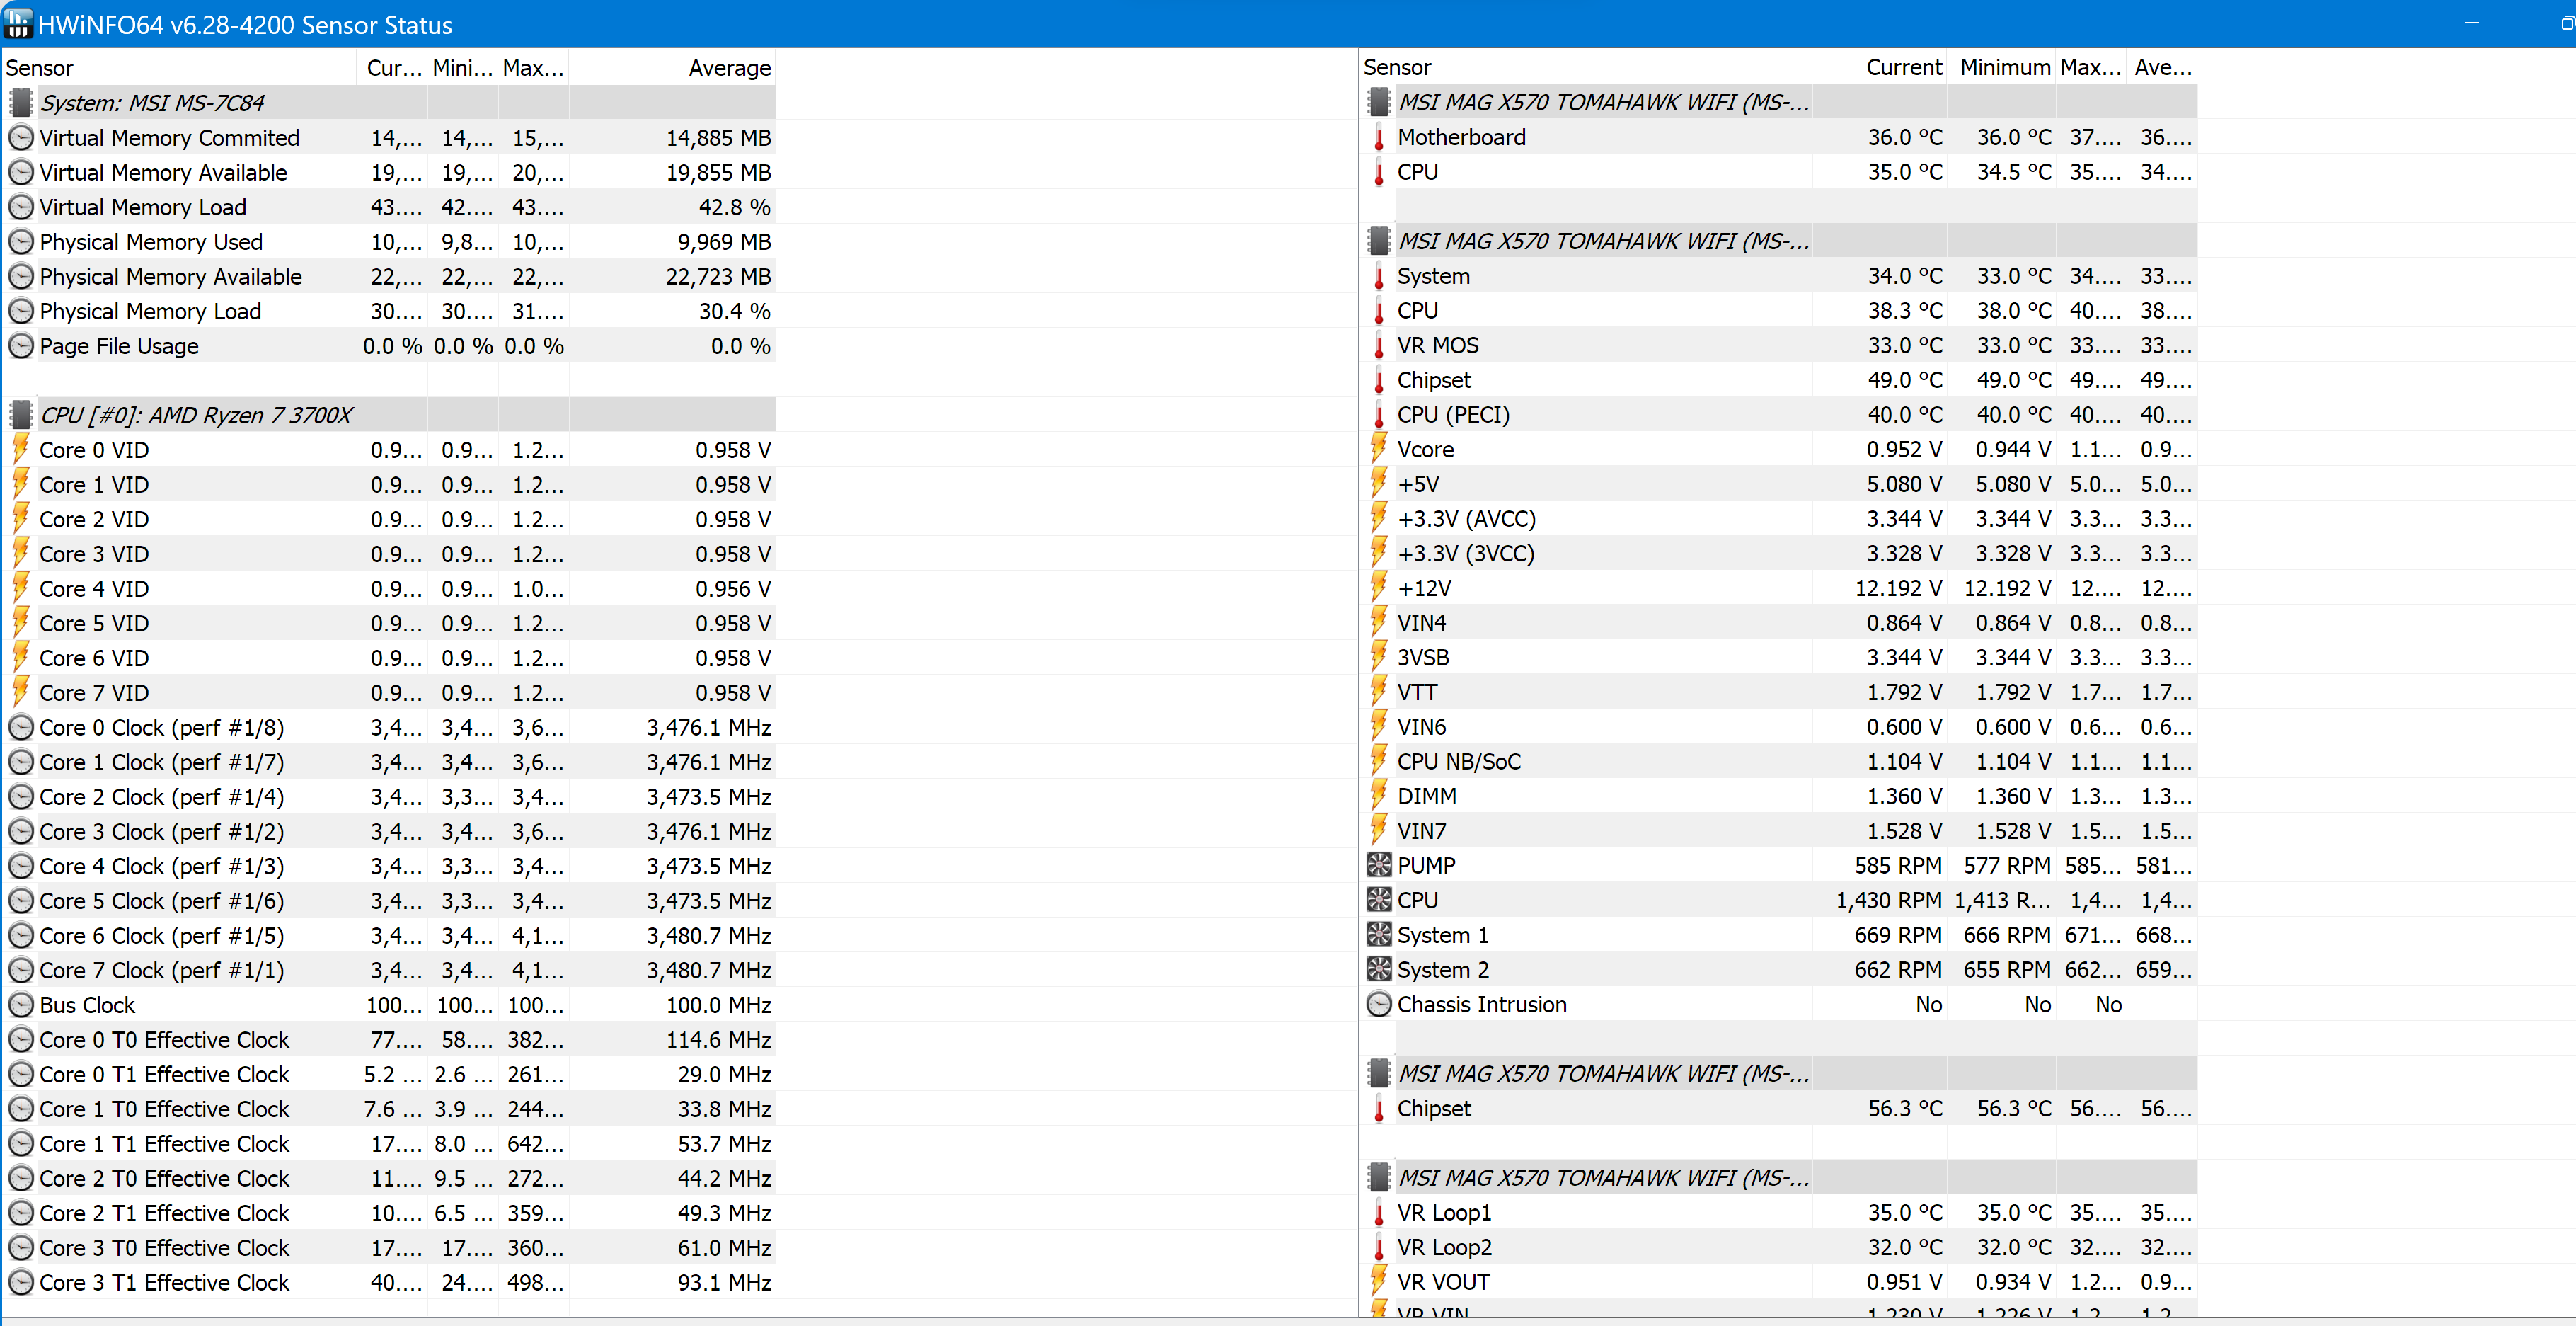 HWiNFO64 v6.28-4200 Sensor Status
Sensor Cur... Mini... Max... Average
System: MSI MS-7C84
Virtual Memory Commited 14,... 14,... 15,... 14,885 MB
Virtual Memory Available 19,... 19,... 20,... 19,855 MB
Virtual Memory Load 43.... 42.... 43.... 42.8 %
Physical Memory Used 10,... 9,8... 10,... 9,969 MB
Physical Memory Available 22,... 22,... 22,... 22,723 MB
Physical Memory Load 30.... 30.... 31.... 30.4 %
Page File Usage 0.0 % 0.0 % 0.0 % 0.0 %
CPU [#0]: AMD Ryzen 7 3700X
Core 0 VID 0.9... 0.9... 1.2... 0.958 V
Core 1 VID 0.9... 0.9... 1.2... 0.958 V
Core 2 VID 0.9... 0.9... 1.2... 0.958 V
Core 3 VID 0.9... 0.9... 1.2... 0.958 V
Core 4 VID 0.9... 0.9... 1.0... 0.956 V
Core 5 VID 0.9... 0.9... 1.2... 0.958 V
Core 6 VID 0.9... 0.9... 1.2... 0.958 V
Core 7 VID 0.9... 0.9... 1.2... 0.958 V
Core 0 Clock (perf #1/8) 3,4... 3,4... 3,6... 3,476.1 MHz
Core 1 Clock (perf #1/7) 3,4... 3,4... 3,6... 3,476.1 MHz
Core 2 Clock (perf #1/4) 3,4... 3,3... 3,4... 3,473.5 MHz
Core 3 Clock (perf #1/2) 3,4... 3,4... 3,6... 3,476.1 MHz
Core 4 Clock (perf #1/3) 3,4... 3,3... 3,4... 3,473.5 MHz
Core 5 Clock (perf #1/6) 3,4... 3,3... 3,4... 3,473.5 MHz
Core 6 Clock (perf #1/5) 3,4... 3,4... 4,1... 3,480.7 MHz
Core 7 Clock (perf #1/1) 3,4... 3,4... 4,1... 3,480.7 MHz
Bus Clock 100... 100... 100... 100.0 MHz
Core 0 T0 Effective Clock 77.... 58.... 382... 114.6 MHz
Core 0 T1 Effective Clock 5.2 ... 2.6 ... 261... 29.0 MHz
Core 1 T0 Effective Clock 7.6 ... 3.9 ... 244... 33.8 MHz
Core 1 T1 Effective Clock 17.... 8.0 ... 642... 53.7 MHz
Core 2 T0 Effective Clock 11.... 9.5 ... 272... 44.2 MHz
Core 2 T1 Effective Clock 10.... 6.5 ... 359... 49.3 MHz
Core 3 T0 Effective Clock 17.... 17.... 360... 61.0 MHz
Core 3 T1 Effective Clock 40.... 24.... 498... 93.1 MHz
Sensor Current Minimum Max... Ave...
MSI MAG X570 TOMAHAWK WIFI (MS-...
Motherboard 36.0 °C 36.0 °C 37.... 36....
CPU 35.0 °C 34.5 °C 35.... 34....
MSI MAG X570 TOMAHAWK WIFI (MS-...
System 34.0 °C 33.0 °C 34.... 33....
CPU 38.3 °C 38.0 °C 40.... 38....
VR MOS 33.0 °C 33.0 °C 33.... 33....
Chipset 49.0 °C 49.0 °C 49.... 49....
CPU (PECI) 40.0 °C 40.0 °C 40.... 40....
Vcore 0.952 V 0.944 V 1.1... 0.9...
+5V 5.080 V 5.080 V 5.0... 5.0...
+3.3V (AVCC) 3.344 V 3.344 V 3.3... 3.3...
+3.3V (3VCC) 3.328 V 3.328 V 3.3... 3.3...
+12V 12.192 V 12.192 V 12.... 12....
VIN4 0.864 V 0.864 V 0.8... 0.8...
3VSB 3.344 V 3.344 V 3.3... 3.3...
VTT 1.792 V 1.792 V 1.7... 1.7...
VIN6 0.600 V 0.600 V 0.6... 0.6...
CPU NB/SoC 1.104 V 1.104 V 1.1... 1.1...
DIMM 1.360 V 1.360 V 1.3... 1.3...
VIN7 1.528 V 1.528 V 1.5... 1.5...
PUMP 585 RPM 577 RPM 585... 581...
CPU 1,430 RPM 1,413 R... 1,4... 1,4...
System 1 669 RPM 666 RPM 671... 668...
System 2 662 RPM 655 RPM 662... 659...
Chassis Intrusion No No No
MSI MAG X570 TOMAHAWK WIFI (MS-...
Chipset 56.3 °C 56.3 °C 56.... 56....
MSI MAG X570 TOMAHAWK WIFI (MS-...
VR Loop1 35.0 °C 35.0 °C 35.... 35....
VR Loop2 32.0 °C 32.0 °C 32.... 32....
VR VOUT 0.951 V 0.934 V 1.2... 0.9...
VR VIN 1.230 V 1.226 V 1.2... 1.2...